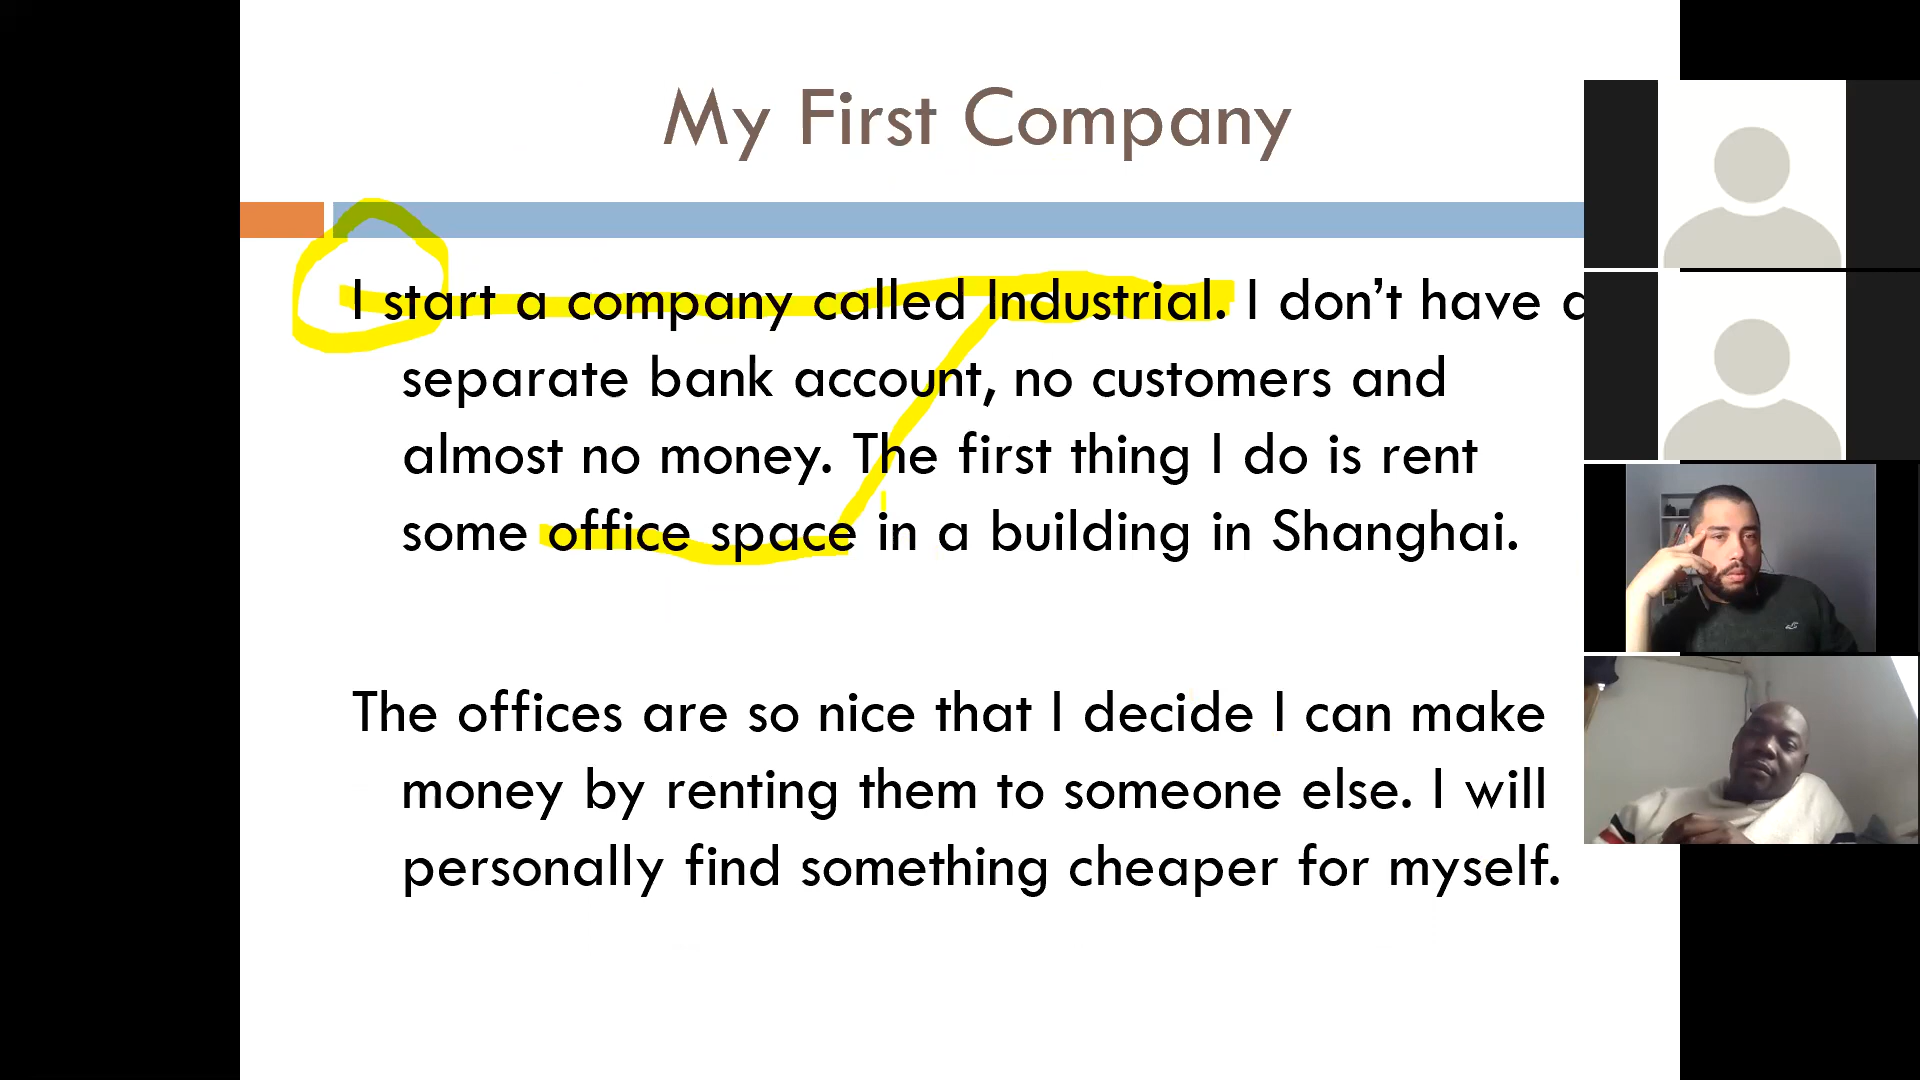 My First Company
I start a company called Industrial. I don’t have a
separate bank account, no customers and
almost no money. The first thing I do is rent
some office space in a building in Shanghai.
The offices are so nice that I decide I can make
money by renting them to someone else. I will
personally find something cheaper for myself.